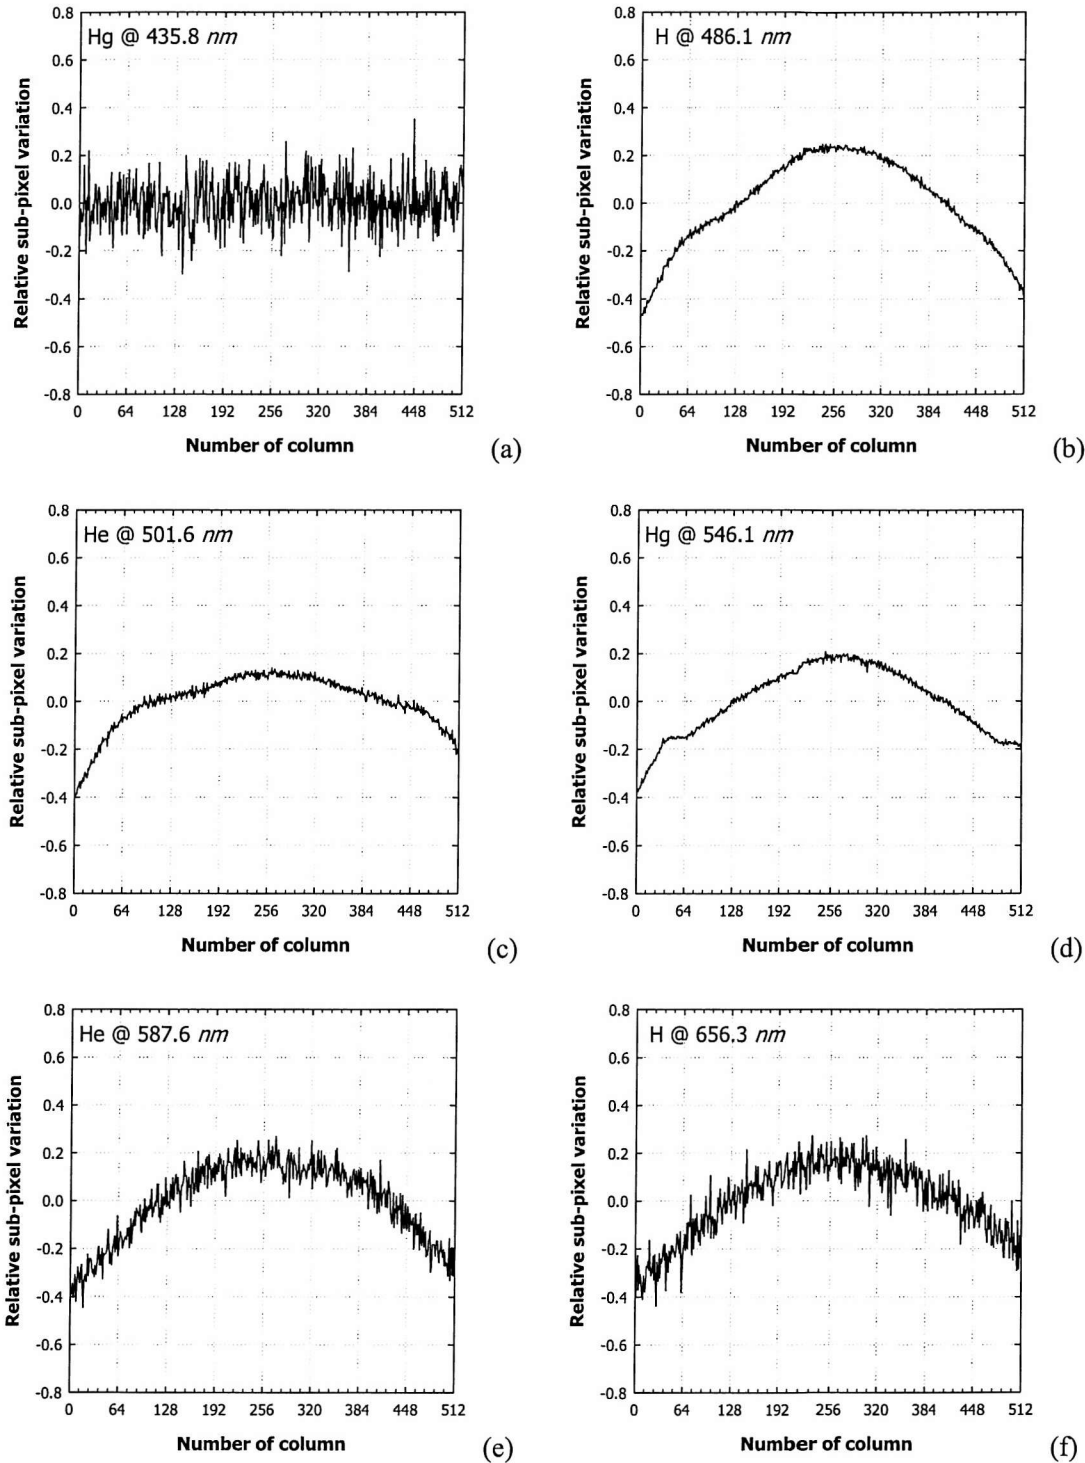 Hg @ 435.8 nm
Relative sub-pixel variation
0.8
0.6
0.4
0.2
0.0
-0.2
-0.4
-0.6
-0.8
0 64 128 192 256 320 384 448 512
Number of column
(a)
H @ 486.1 nm
Relative sub-pixel variation
0.8
0.6
0.4
0.2
0.0
-0.2
-0.4
-0.6
-0.8
0 64 128 192 256 320 384 448 512
Number of column
(b)
He @ 501.6 nm
Relative sub-pixel variation
0.8
0.6
0.4
0.2
0.0
-0.2
-0.4
-0.6
-0.8
0 64 128 192 256 320 384 448 512
Number of column
(c)
Hg @ 546.1 nm
Relative sub-pixel variation
0.8
0.6
0.4
0.2
0.0
-0.2
-0.4
-0.6
-0.8
0 64 128 192 256 320 384 448 512
Number of column
(d)
He @ 587.6 nm
Relative sub-pixel variation
0.8
0.6
0.4
0.2
0.0
-0.2
-0.4
-0.6
-0.8
0 64 128 192 256 320 384 448 512
Number of column
(e)
H @ 656.3 nm
Relative sub-pixel variation
0.8
0.6
0.4
0.2
0.0
-0.2
-0.4
-0.6
-0.8
0 64 128 192 256 320 384 448 512
Number of column
(f)